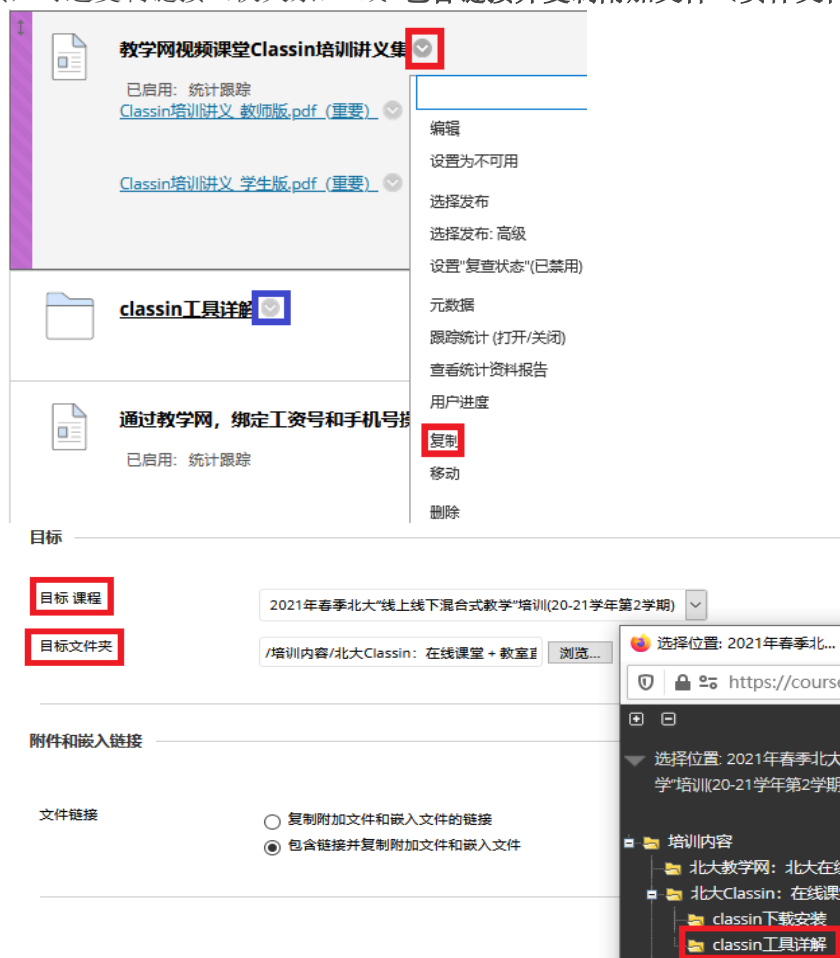 教学网视频课堂Classin培训讲义集
已启用: 统计跟踪
Classin培训讲义_教师版.pdf (重要)
Classin培训讲义_学生版.pdf (重要)
编辑
设置为不可用
选择发布
选择发布: 高级
设置"复查状态"(已禁用)
元数据
跟踪统计 (打开/关闭)
查看统计资料报告
用户进度
复制
移动
删除
classin工具详解
通过教学网，绑定工资号和手机号
已启用: 统计跟踪
目标
目标 课程
2021年春季北大“线上线下混合式教学”培训(20-21学年第2学期)
目标文件夹
/培训内容/北大Classin：在线课堂 + 教室
浏览...
附件和嵌入链接
文件链接
复制附加文件和嵌入文件的链接
包含链接并复制附加文件和嵌入文件
选择位置: 2021年春季北...
https://course
选择位置: 2021年春季北大
学”培训(20-21学年第2学期
培训内容
北大教学网：北大在
北大Classin：在线课
classin下载安装
classin工具详解